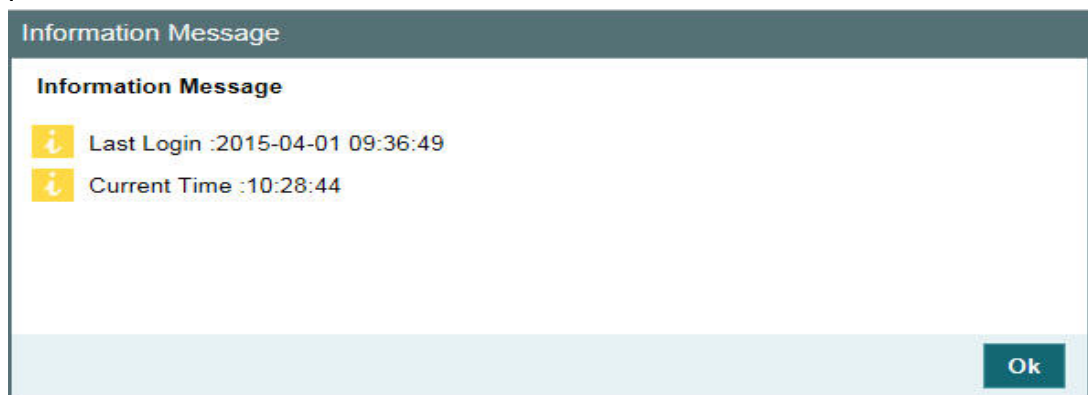 Information Message
Information Message
i Last Login :2015-04-01 09:36:49
i Current Time :10:28:44
Ok